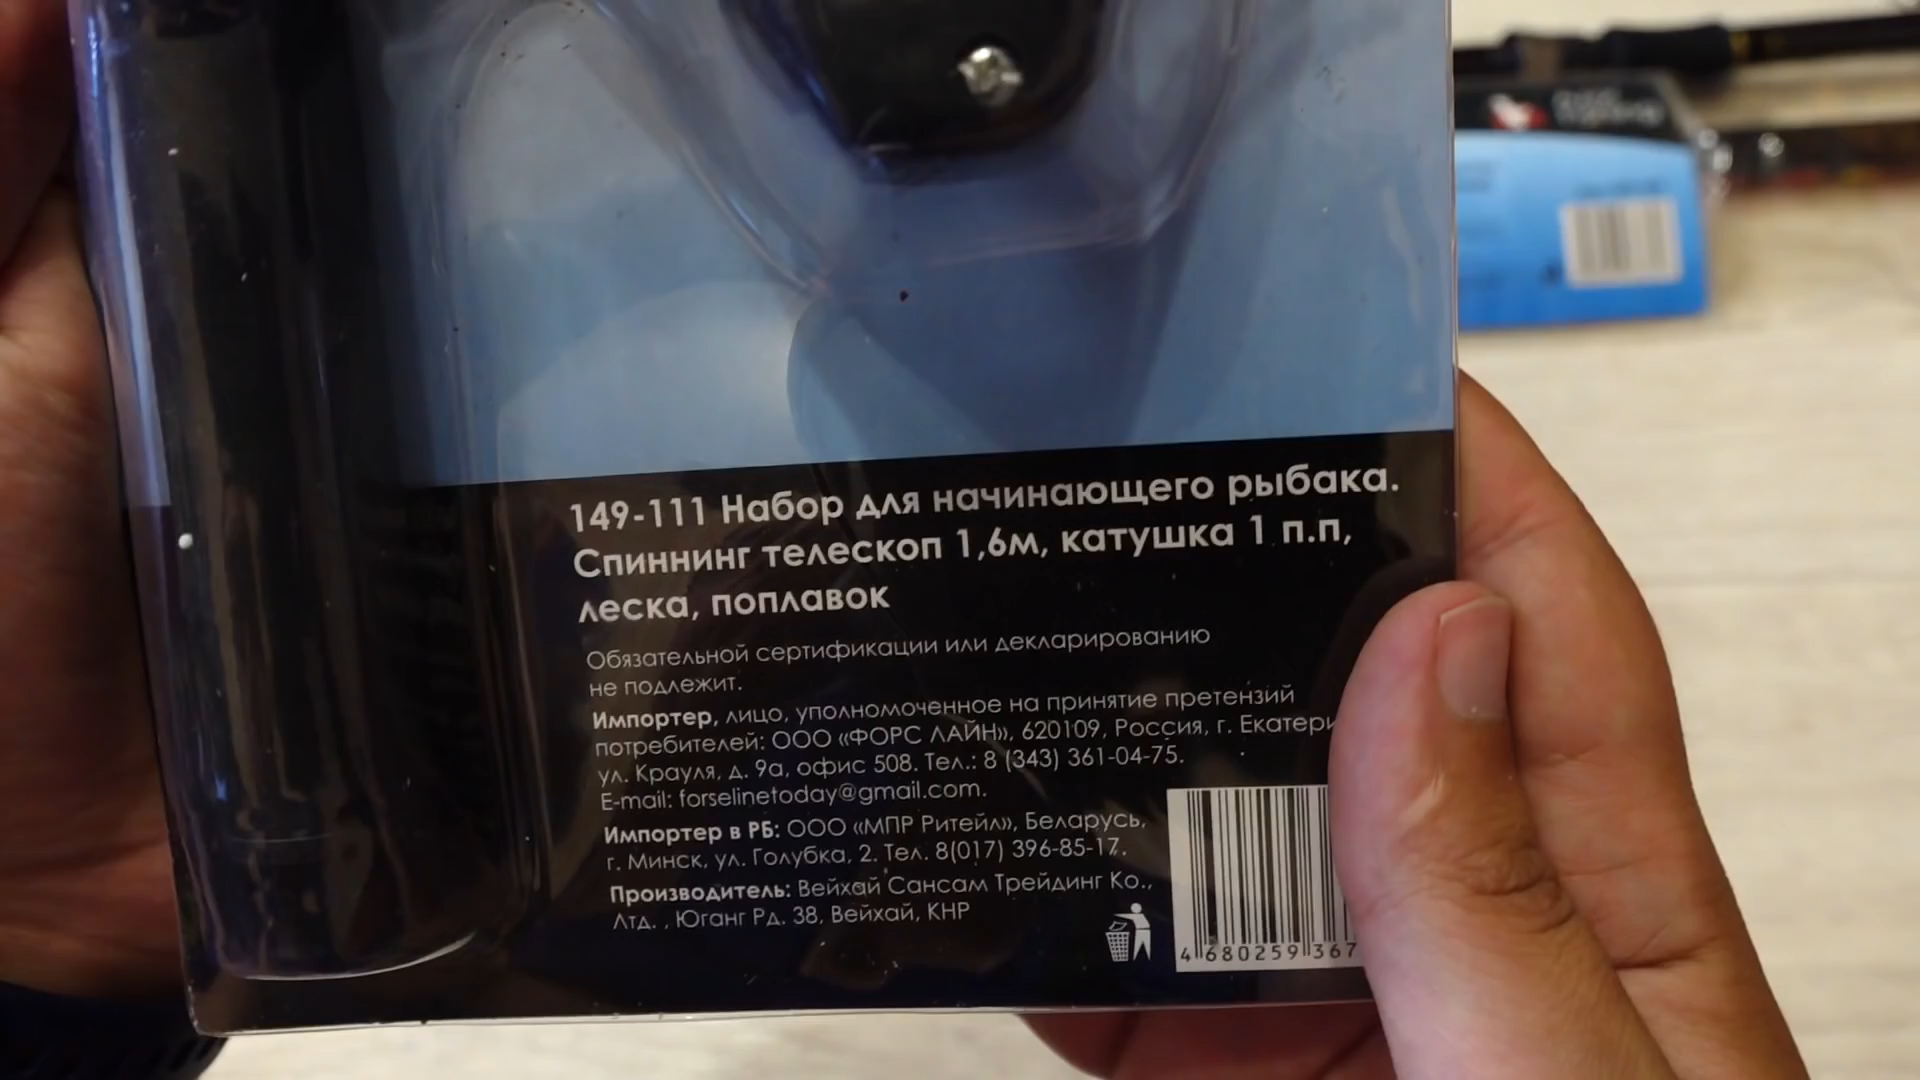 149-111 Набор для начинающего рыбака.
Спиннинг телескоп 1,6м, катушка 1 п.п,
леска, поплавок
Обязательной сертификации или декларированию
не подлежит.
Импортер, лицо, уполномоченное на принятие претензий
потребителей: ООО «ФОРС ЛАЙН», 620109, Россия, г. Екатери
ул. Крауля, д. 9а, офис 508. Тел.: 8 (343) 361-04-75.
E-mail: forselinetoday@gmail.com.
Импортер в РБ: ООО «МПР Ритейл», Беларусь,
г. Минск, ул. Голубка, 2. Тел. 8(017) 396-85-17.
Производитель: Вейхай Сансам Трейдинг Ко.,
Лтд. , Юганг Рд. 38, Вейхай, КНР
4 680259 367